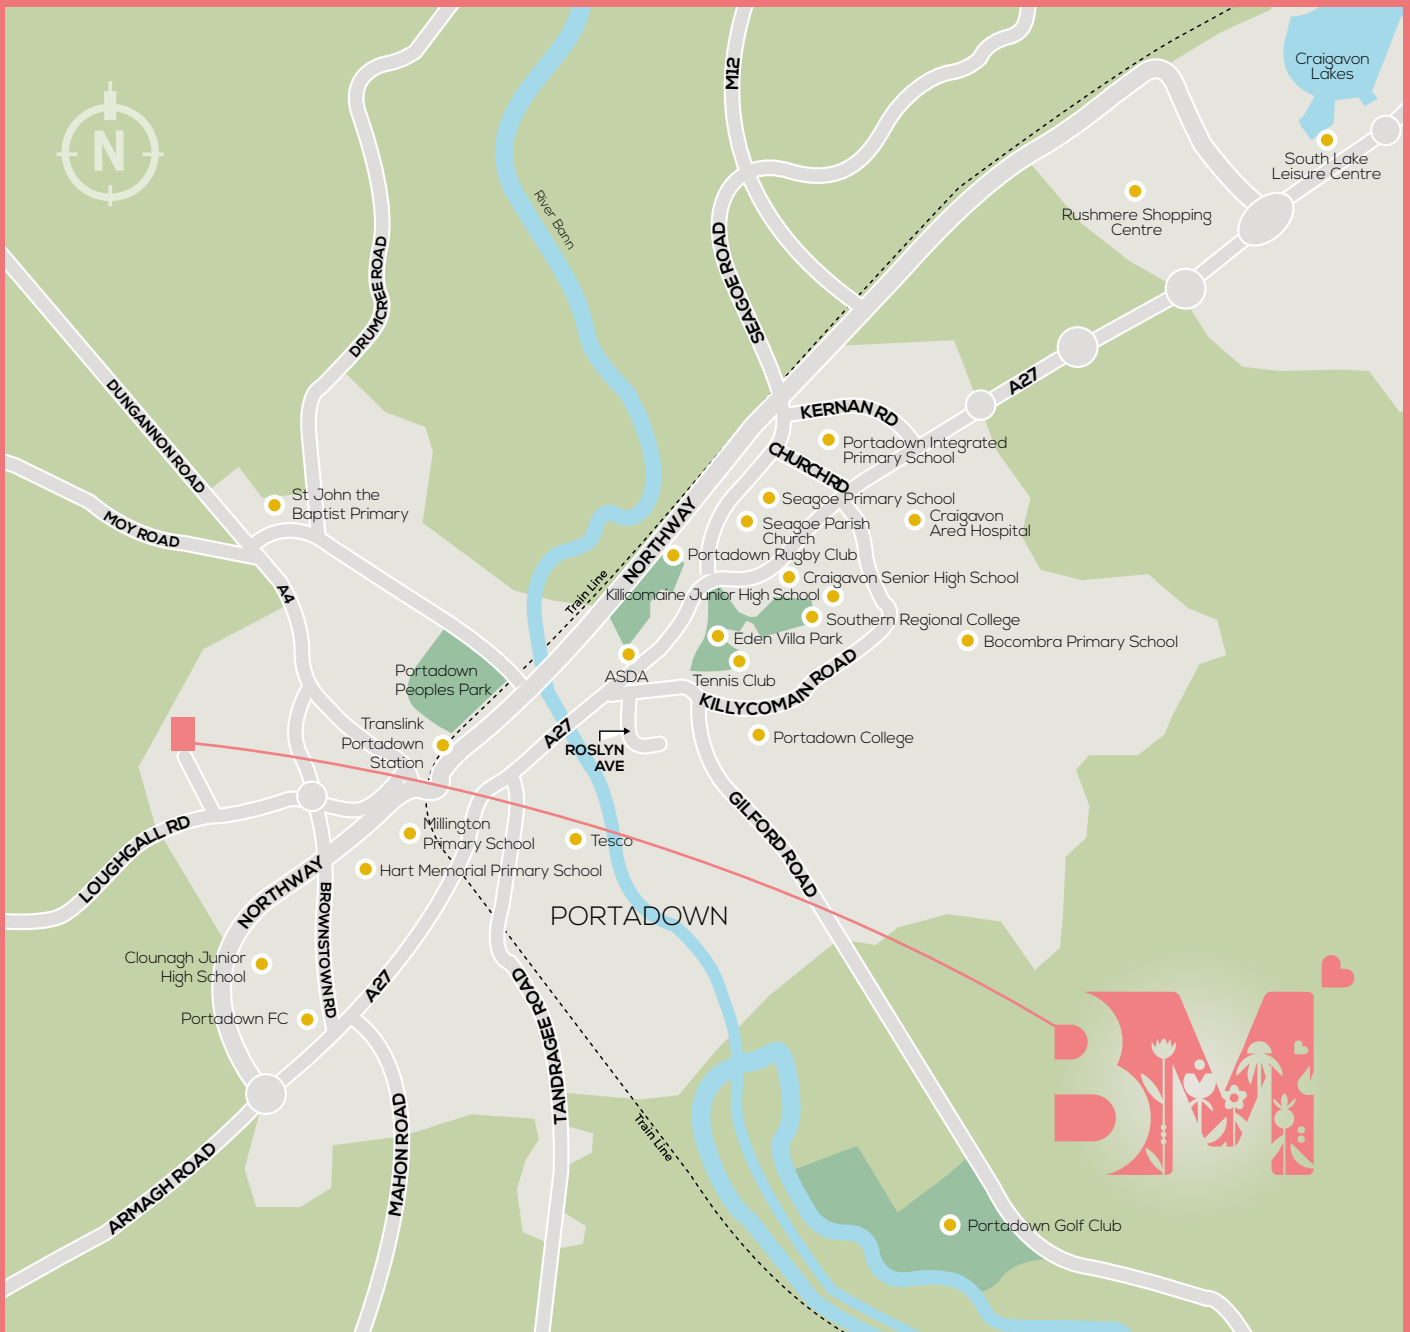 M12
Craigavon
Lakes
N
South Lake
Leisure Centre
River Bann
Rushmere Shopping
Centre
SEAGOE ROAD
DRUMCREE ROAD
A27
DUNGANNON ROAD
KERNAN RD
Portadown Integrated
Primary School
CHURCH RD
St John the
Baptist Primary
Seagoe Primary School
MOY ROAD
NORTHWAY
Seagoe Parish
Church
Craigavon
Area Hospital
Portadown Rugby Club
A4
Train Line
Craigavon Senior High School
Killicomaine Junior High School
Southern Regional College
Eden Villa Park
Bocombra Primary School
Portadown
Peoples Park
ASDA
Tennis Club
KILLYCOMAIN ROAD
Translink
Portadown
Station
A27
ROSLYN
AVE
Portadown College
LOUGHGALL RD
Millington
Primary School
Tesco
GILFORD ROAD
Hart Memorial Primary School
NORTHWAY
BROWNSTOWN RD
PORTADOWN
Clounagh Junior
High School
A27
Portadown FC
TANDRAGEE ROAD
BM
MAHON ROAD
Train Line
ARMAGH ROAD
Portadown Golf Club